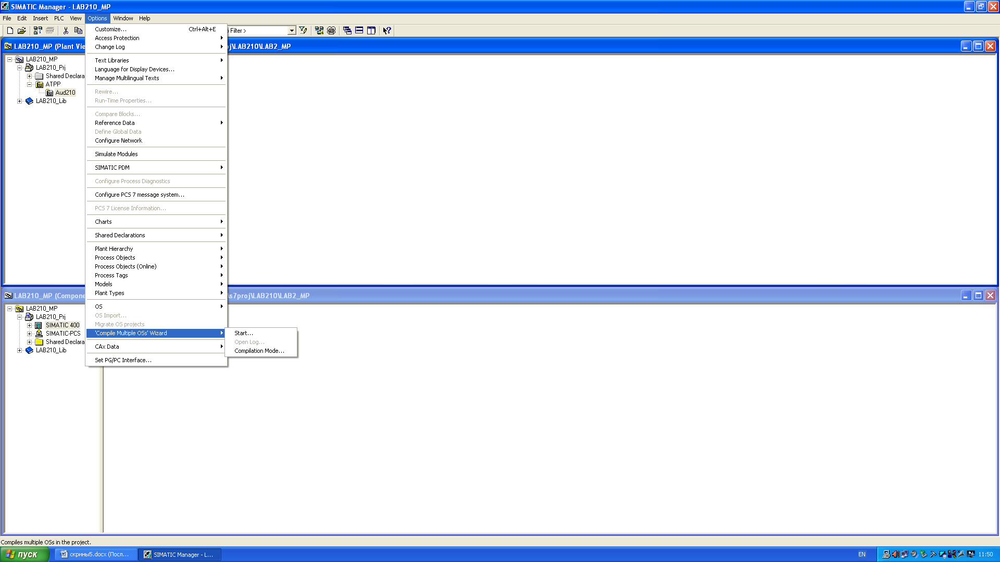 SIMATIC Manager - LAB210_MP
File Edit Insert PLC View Options Window Help
Filter >
LAB210_MP (Plant Vie
j\LAB210\LAB2_MP
LAB210_MP
LAB210_Prj
Shared Declara
ATPP
Aud210
LAB210_Lib
Customize... Ctrl+Alt+E
Access Protection
Change Log
Text Libraries
Language for Display Devices...
Manage Multilingual Texts
Rewire...
Run-Time Properties...
Compare Blocks...
Reference Data
Define Global Data
Configure Network
Simulate Modules
SIMATIC PDM
Configure Process Diagnostics
Configure PCS 7 message system...
PCS 7 License Information...
Charts
Shared Declarations
Plant Hierarchy
Process Objects
Process Objects (Online)
Process Tags
Models
Plant Types
OS
OS Import...
Migrate OS projects
'Compile Multiple OSs' Wizard
CAx Data
Set PG/PC Interface...
Start...
Open Log...
Compilation Mode...
LAB210_MP (Compone
\s7proj\LAB210\LAB2_MP
LAB210_MP
LAB210_Prj
SIMATIC 400
SIMATIC-PCS
Shared Declara
LAB210_Lib
Compiles multiple OSs in the project.
пуск
скрины5.docx (Посл...
SIMATIC Manager - L...
EN
11:50